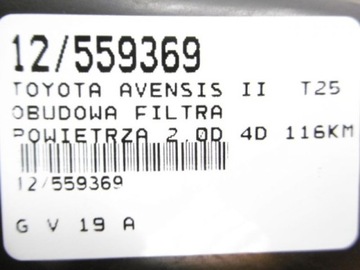 12/559369
TOYOTA AVENSIS II T25
OBUDOWA FILTRA
POWIETRZA 2.0D 4D 116KM
12/559369
G V 19 A